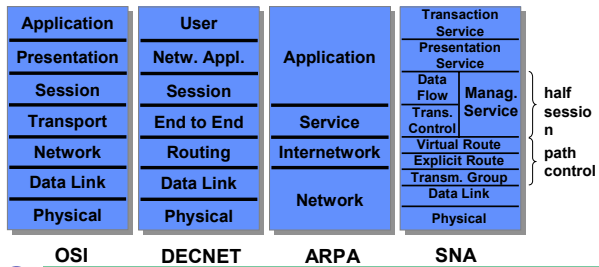 Application
Presentation
Session
Transport
Network
Data Link
Physical
OSI
User
Netw. Appl.
Session
End to End
Routing
Data Link
Physical
DECNET
Application
Service
Internetwork
Network
ARPA
Transaction
Service
Presentation
Service
Data
Flow
Trans.
Control
Manag.
Service
Virtual Route
Explicit Route
Transm. Group
Data Link
Physical
SNA
half
sessio
n
path
control